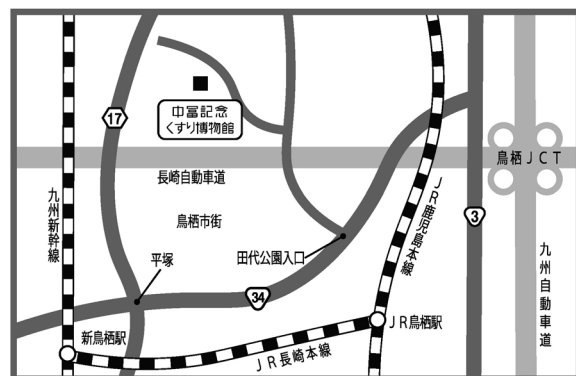 17
中冨記念
くすり博物館
長崎自動車道
鳥栖JCT
九州新幹線
鳥栖市街
JR鹿児島本線
3
平塚
田代公園入口
九州自動車道
34
新鳥栖駅
JR鳥栖駅
JR長崎本線